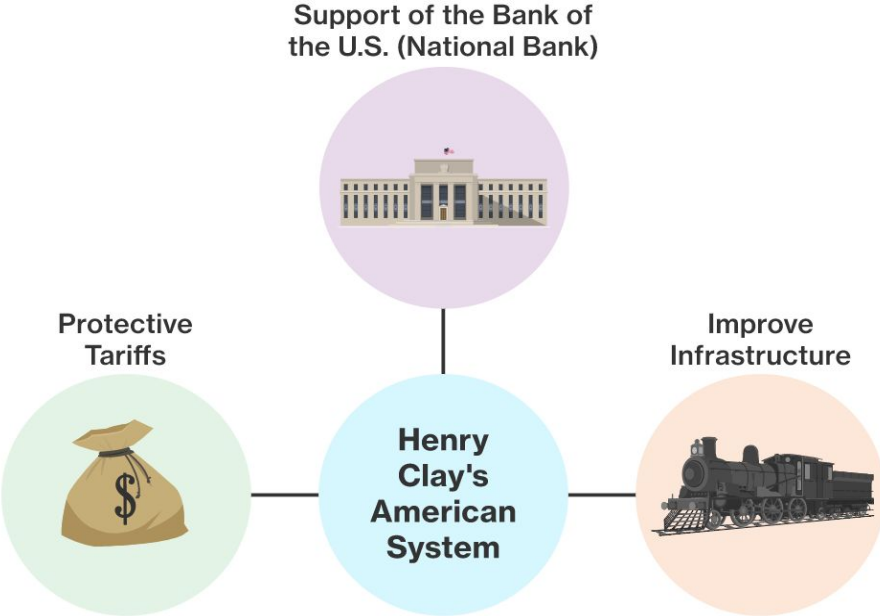 Support of the Bank of
the U.S. (National Bank)
Protective
Tariffs
$
Henry
Clay's
American
System
Improve
Infrastructure